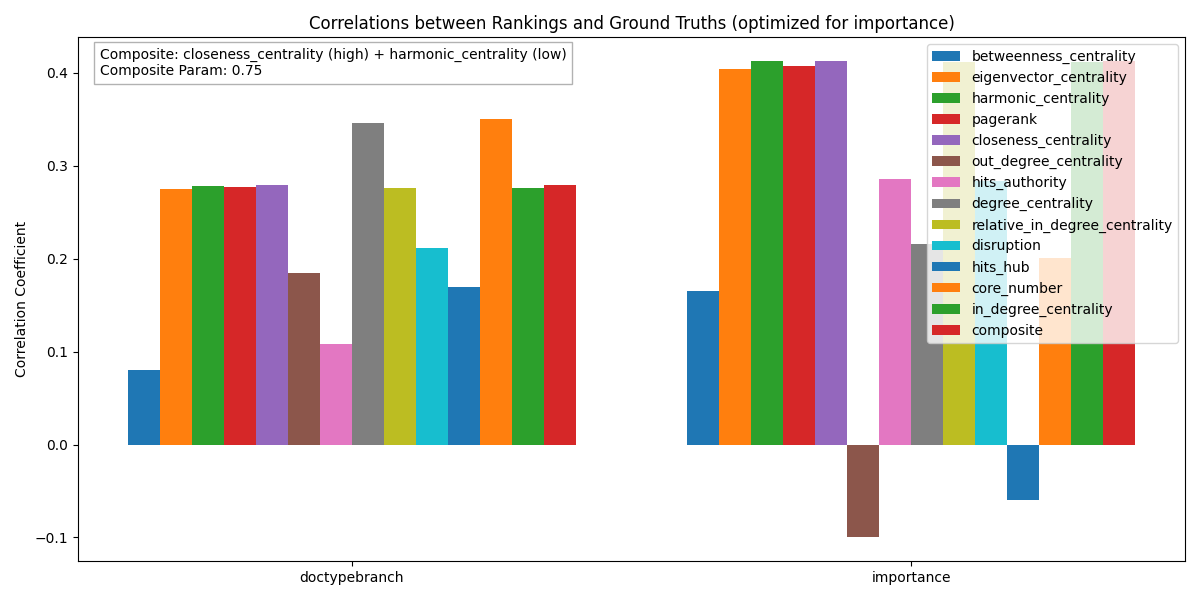 Correlations between Rankings and Ground Truths (optimized for importance)
Composite: closeness_centrality (high) + harmonic_centrality (low)
Composite Param: 0.75
betweenness_centrality
eigenvector_centrality
harmonic_centrality
pagerank
closeness_centrality
out_degree_centrality
hits_authority
degree_centrality
relative_in_degree_centrality
disruption
hits_hub
core_number
in_degree_centrality
composite
Correlation Coefficient
0.4
0.3
0.2
0.1
0.0
−0.1
doctypebranch
importance